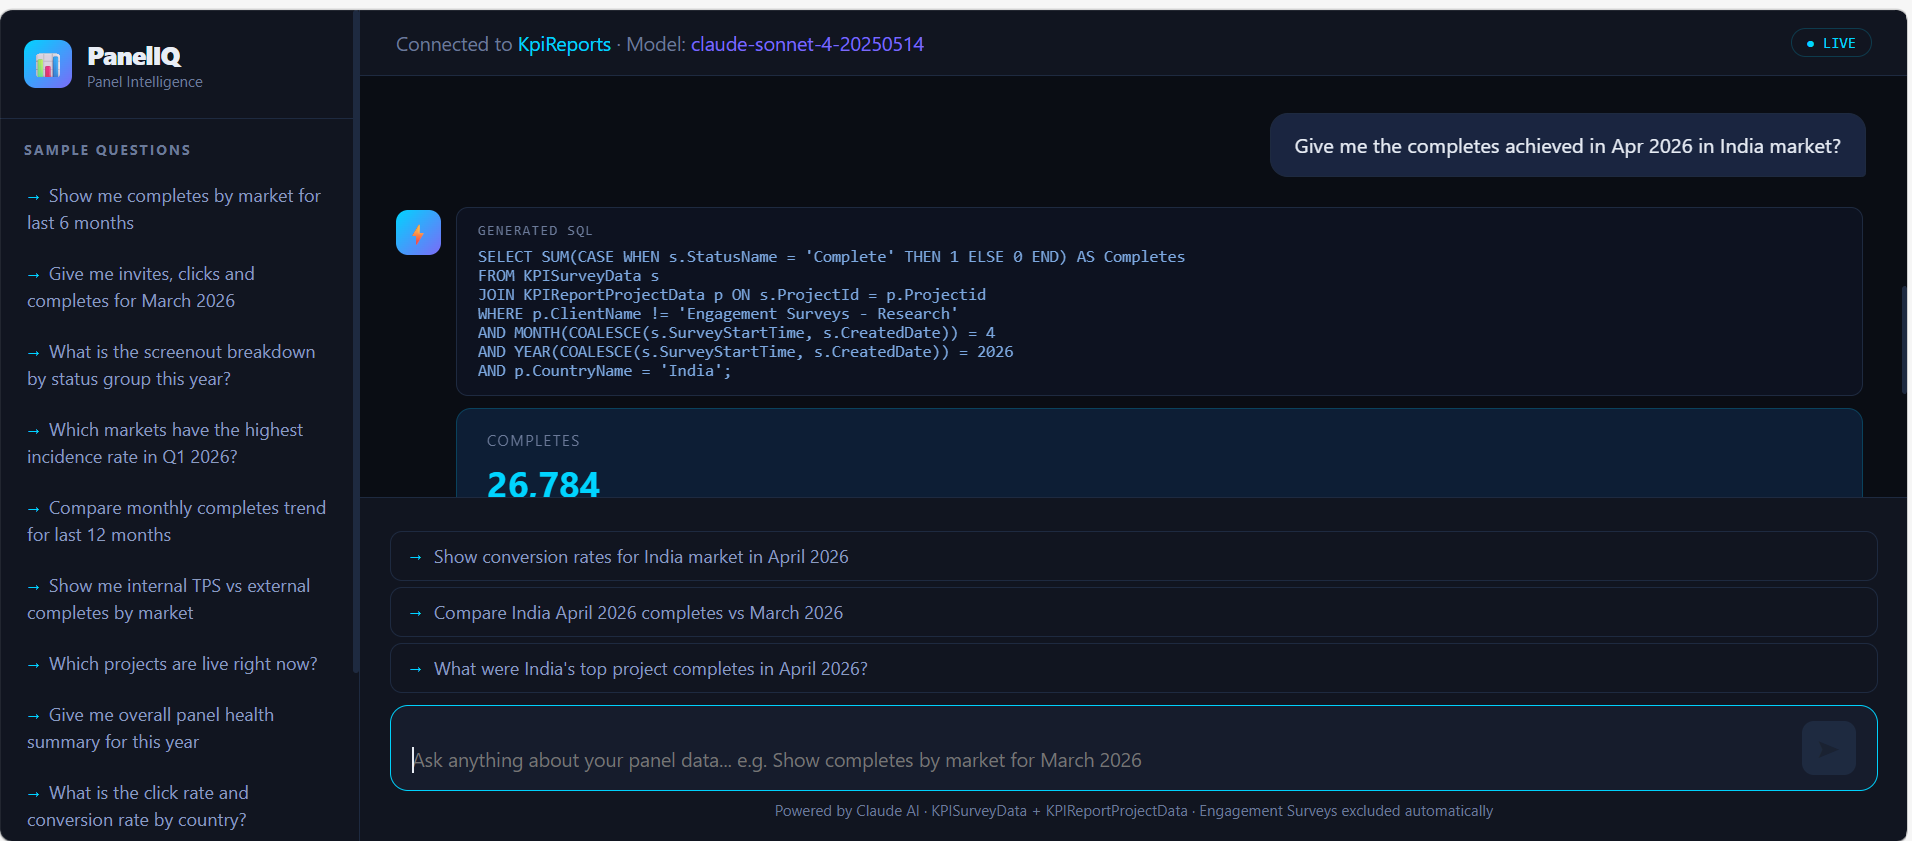 PanelIQ
Panel Intelligence
SAMPLE QUESTIONS
→ Show me completes by market for
last 6 months
→ Give me invites, clicks and
completes for March 2026
→ What is the screenout breakdown
by status group this year?
→ Which markets have the highest
incidence rate in Q1 2026?
→ Compare monthly completes trend
for last 12 months
→ Show me internal TPS vs external
completes by market
→ Which projects are live right now?
→ Give me overall panel health
summary for this year
→ What is the click rate and
conversion rate by country?
Connected to KpiReports · Model: claude-sonnet-4-20250514
● LIVE
Give me the completes achieved in Apr 2026 in India market?
GENERATED SQL
SELECT SUM(CASE WHEN s.StatusName = 'Complete' THEN 1 ELSE 0 END) AS Completes
FROM KPISurveyData s
JOIN KPIReportProjectData p ON s.ProjectId = p.Projectid
WHERE p.ClientName != 'Engagement Surveys - Research'
AND MONTH(COALESCE(s.SurveyStartTime, s.CreatedDate)) = 4
AND YEAR(COALESCE(s.SurveyStartTime, s.CreatedDate)) = 2026
AND p.CountryName = 'India';
COMPLETES
26,784
→ Show conversion rates for India market in April 2026
→ Compare India April 2026 completes vs March 2026
→ What were India's top project completes in April 2026?
Ask anything about your panel data... e.g. Show completes by market for March 2026
Powered by Claude AI · KPISurveyData + KPIReportProjectData · Engagement Surveys excluded automatically